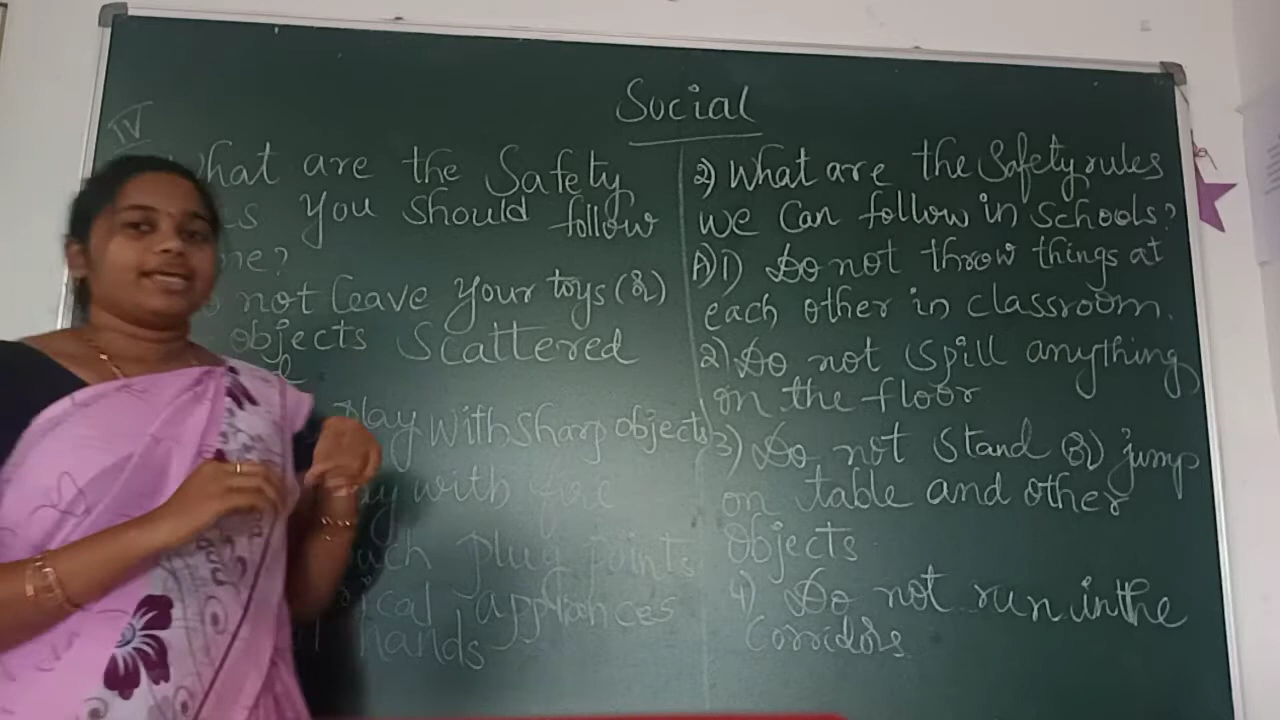 Social
IV
What are the Safety
you should follow
not leave your toys (or)
objects scattered
play with sharp objects
with fire
plug points
appliances
hands
2) What are the Safety rules
we can follow in schools?
A) 1) Do not throw things at
each other in classroom.
2) Do not spill anything
on the floor
3) Do not stand (or) jump
on table and other
objects
4) Do not run in the
corridors.